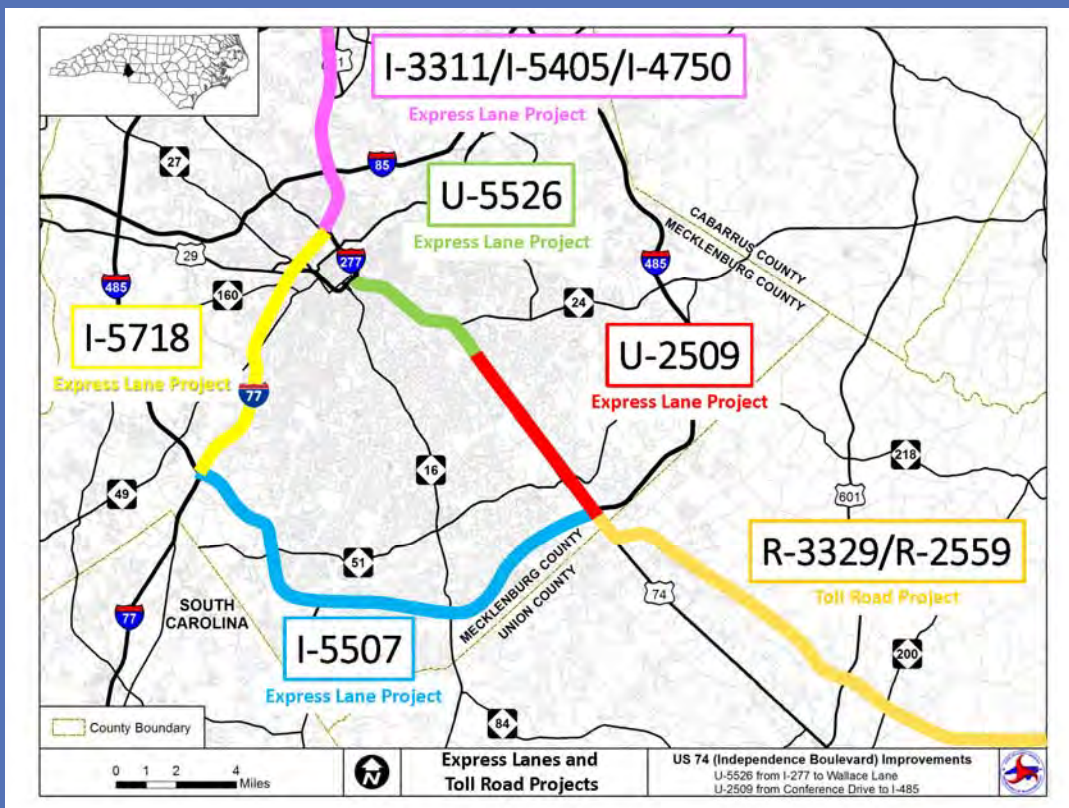 1
I-3311/I-5405/I-4750
Express Lane Project
27
85
U-5526
Express Lane Project
CABARRUS COUNTY
MECKLENBURG COUNTY
29
277
485
485
160
24
I-5718
Express Lane Project
U-2509
Express Lane Project
77
16
218
49
601
R-3329/R-2559
Toll Road Project
51
MECKLENBURG COUNTY
UNION COUNTY
74
SOUTH
CAROLINA
77
I-5507
Express Lane Project
200
84
County Boundary
0 1 2 4
Miles
N
Express Lanes and
Toll Road Projects
US 74 (Independence Boulevard) Improvements
U-5526 from I-277 to Wallace Lane
U-2509 from Conference Drive to I-485